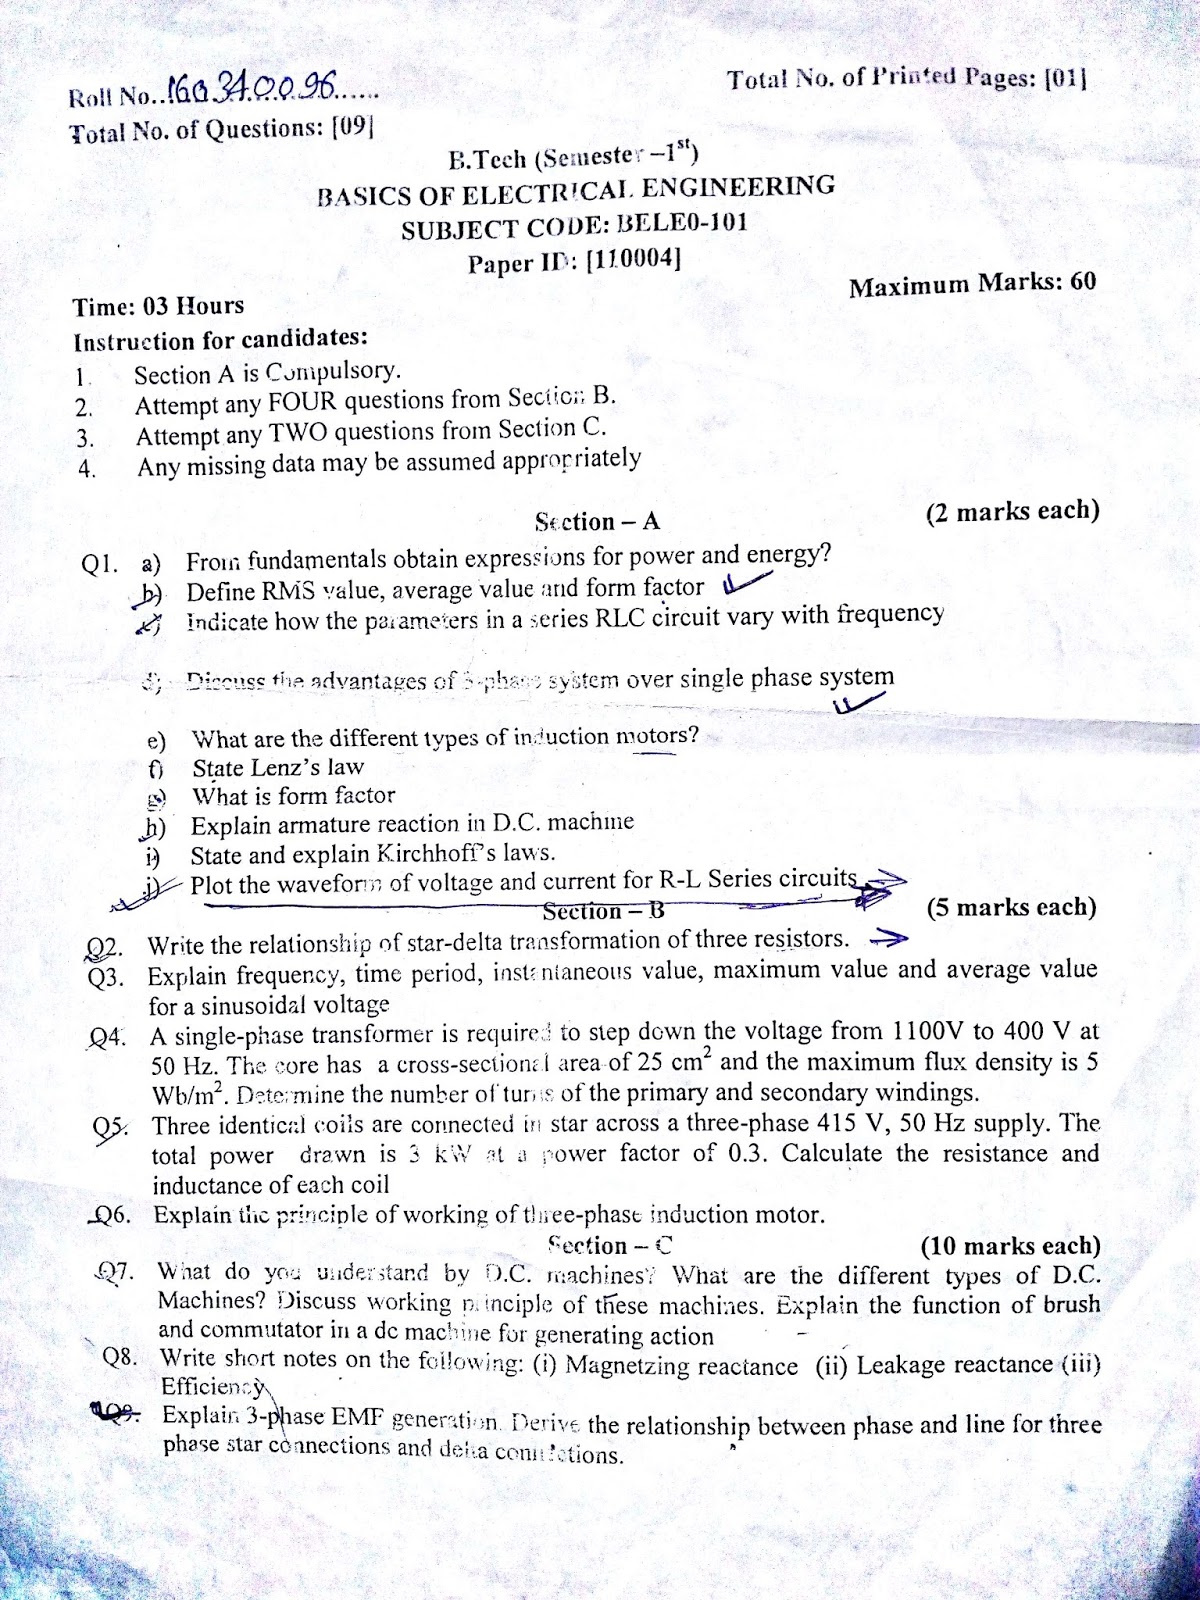 Roll No..16034.0.0.96......
Total No. of Printed Pages: [01]
Total No. of Questions: [09]
B.Tech (Semester –1st)
BASICS OF ELECTRICAL ENGINEERING
SUBJECT CODE: BELE0-101
Paper ID: [110004]
Time: 03 Hours
Maximum Marks: 60
Instruction for candidates:
1. Section A is Compulsory.
2. Attempt any FOUR questions from Section B.
3. Attempt any TWO questions from Section C.
4. Any missing data may be assumed appropriately
Section – A (2 marks each)
Q1. a) From fundamentals obtain expressions for power and energy?
b) Define RMS value, average value and form factor
c) Indicate how the parameters in a series RLC circuit vary with frequency
d) Discuss the advantages of 3-phase system over single phase system
e) What are the different types of induction motors?
f) State Lenz's law
g) What is form factor
h) Explain armature reaction in D.C. machine
i) State and explain Kirchhoff's laws.
j) Plot the waveform of voltage and current for R-L Series circuits
Section – B (5 marks each)
Q2. Write the relationship of star-delta transformation of three resistors.
Q3. Explain frequency, time period, instantaneous value, maximum value and average value
for a sinusoidal voltage
Q4. A single-phase transformer is required to step down the voltage from 1100V to 400 V at
50 Hz. The core has a cross-sectional area of 25 cm² and the maximum flux density is 5
Wb/m². Determine the number of turns of the primary and secondary windings.
Q5. Three identical coils are connected in star across a three-phase 415 V, 50 Hz supply. The
total power drawn is 3 kW at a power factor of 0.3. Calculate the resistance and
inductance of each coil
Q6. Explain the principle of working of three-phase induction motor.
Section – C (10 marks each)
Q7. What do you understand by D.C. machines? What are the different types of D.C.
Machines? Discuss working principle of these machines. Explain the function of brush
and commutator in a dc machine for generating action
Q8. Write short notes on the following: (i) Magnetzing reactance (ii) Leakage reactance (iii)
Efficiency
Q9. Explain 3-phase EMF generation. Derive the relationship between phase and line for three
phase star connections and delta connections.